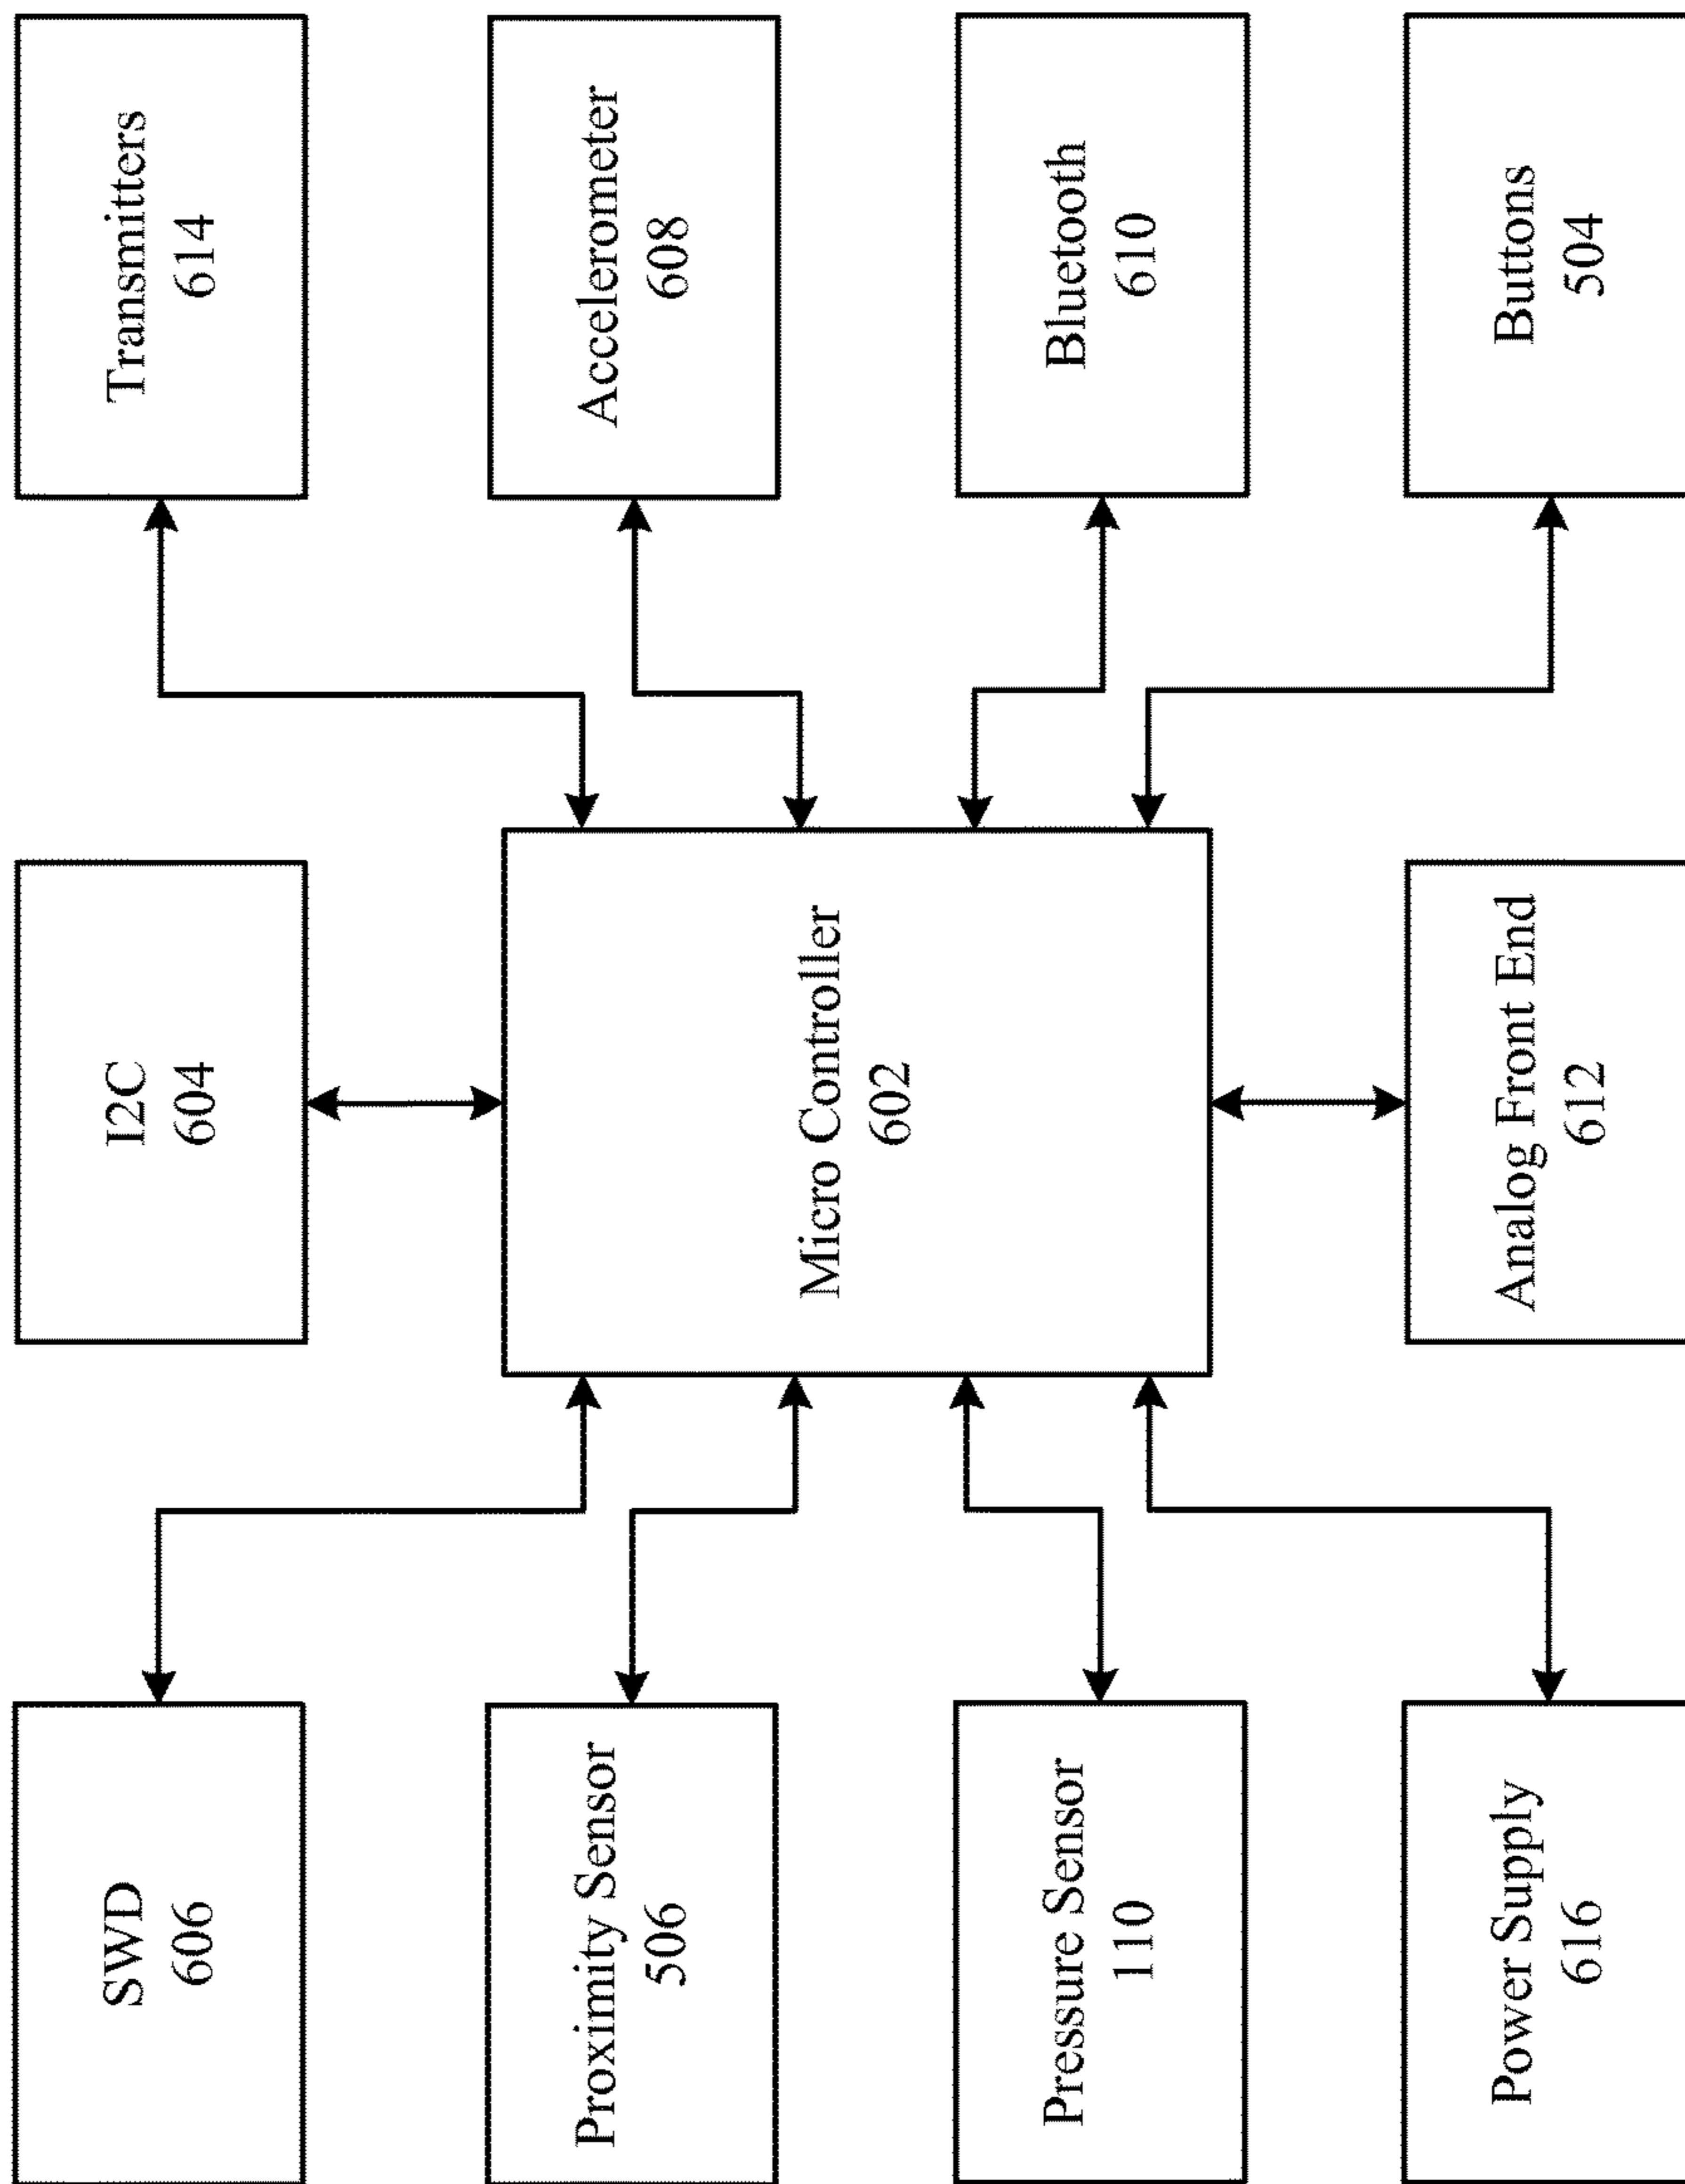 SWD
606
I2C
604
Transmitters
614
Proximity Sensor
506
Accelerometer
608
Micro Controller
602
Pressure Sensor
110
Bluetooth
610
Power Supply
616
Analog Front End
612
Buttons
504